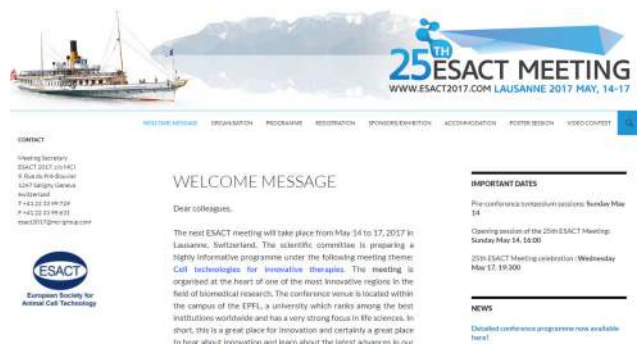 25TH ESACT MEETING
WWW.ESACT2017.COM LAUSANNE 2017 MAY, 14-17
WELCOME MESSAGE ORGANISATION PROGRAMME REGISTRATION SPONSORS/EXHIBITION ACCOMMODATION POSTER SESSION VIDEO CONTEST
CONTACT
Meeting Secretary
ESACT 2017, c/o MCI
9, Rue du Pré-Bouvier
1242 Satigny Geneva
Switzerland
esact2017@mci-group.com
ESACT
European Society for
Animal Cell Technology
WELCOME MESSAGE
Dear colleagues,
The next ESACT meeting will take place from May 14 to 17, 2017 in
Lausanne, Switzerland. The scientific committee is preparing a
highly informative programme under the following meeting theme:
Cell technologies for innovative therapies. The meeting is
organised at the heart of one of the most innovative regions in the
field of biomedical research. The conference venue is located within
the campus of the EPFL, a university which ranks among the best
institutions worldwide and has a very strong focus in life sciences. In
short, this is a great place for innovation and certainly a great place
to hear about innovation and learn about the latest advances in our
IMPORTANT DATES
Pre-conference symposium sessions: Sunday May
14
Opening session of the 25th ESACT Meeting:
Sunday May 14, 16:00
25th ESACT Meeting celebration : Wednesday
May 17, 19:300
NEWS
Detailed conference programme now available
here!